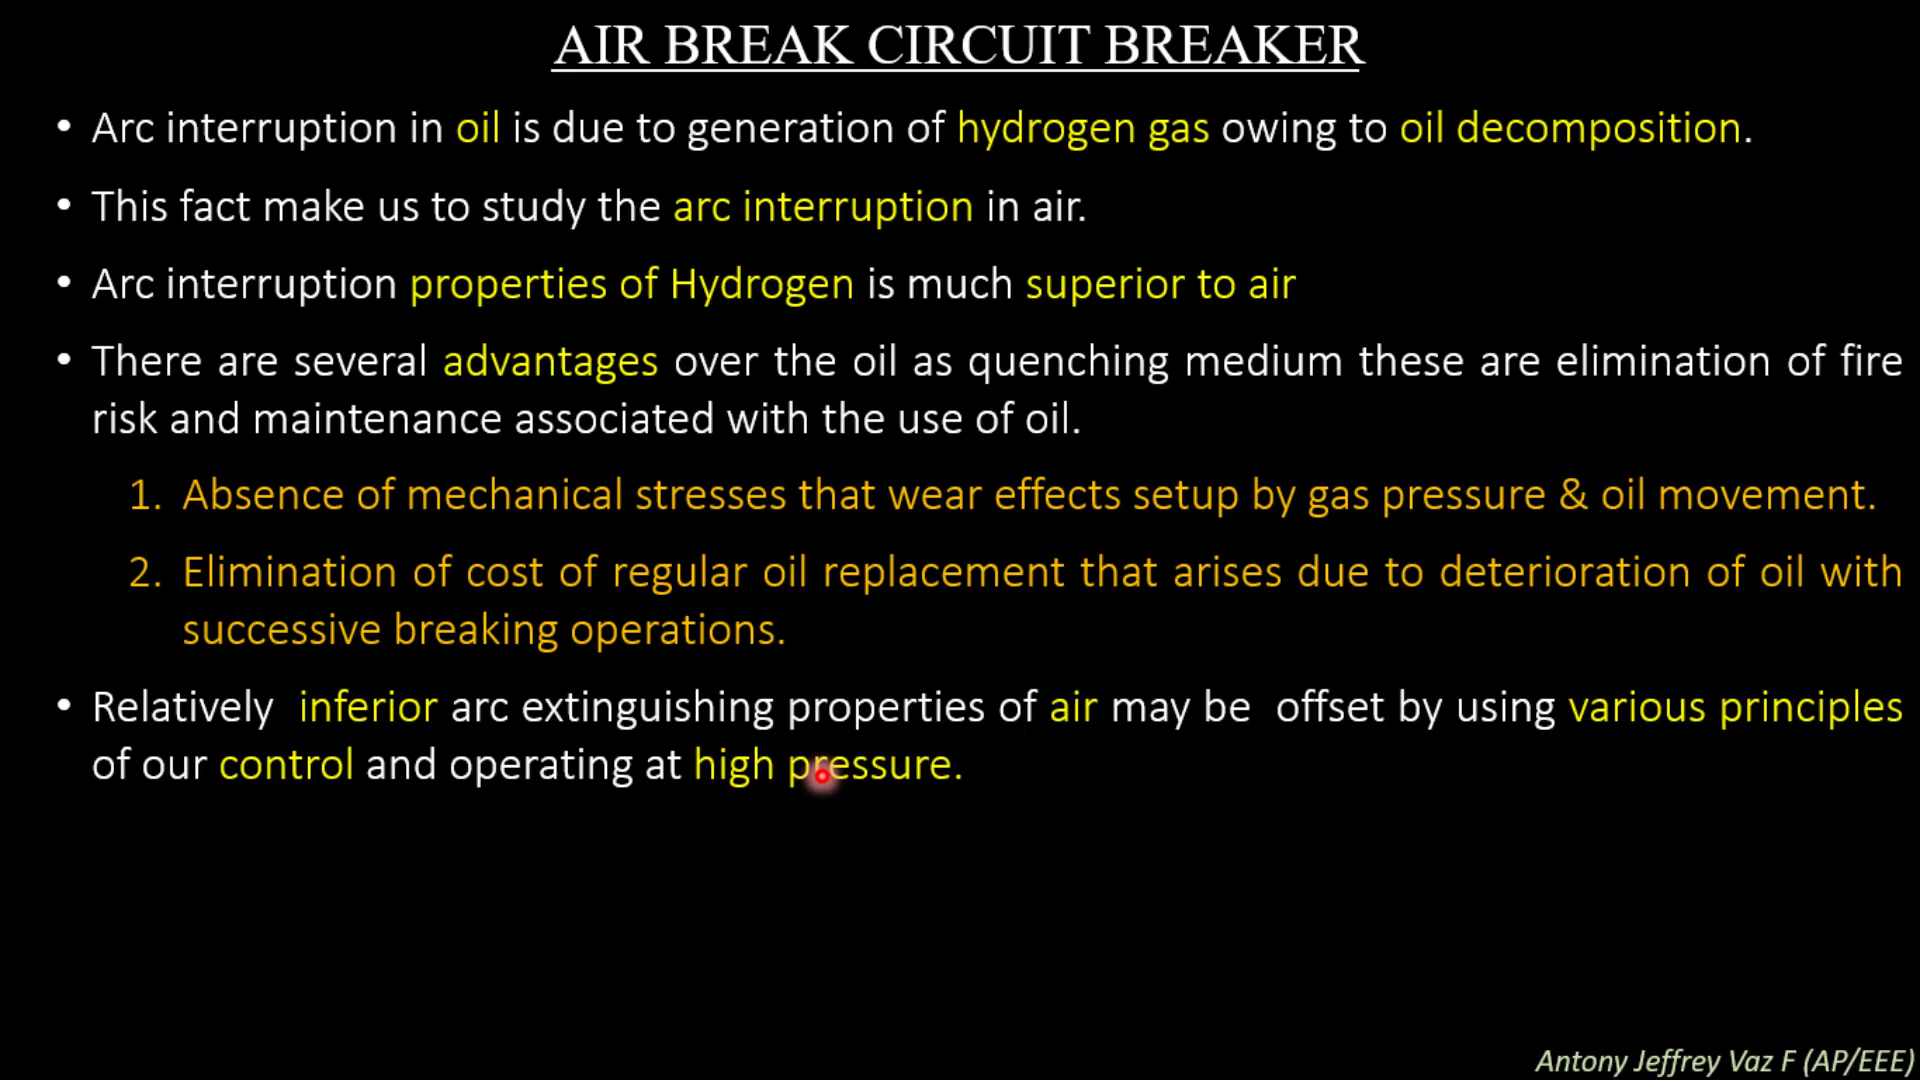 AIR BREAK CIRCUIT BREAKER
• Arc interruption in oil is due to generation of hydrogen gas owing to oil decomposition.
• This fact make us to study the arc interruption in air.
• Arc interruption properties of Hydrogen is much superior to air
• There are several advantages over the oil as quenching medium these are elimination of fire
risk and maintenance associated with the use of oil.
1. Absence of mechanical stresses that wear effects setup by gas pressure & oil movement.
2. Elimination of cost of regular oil replacement that arises due to deterioration of oil with
successive breaking operations.
• Relatively inferior arc extinguishing properties of air may be offset by using various principles
of our control and operating at high pressure.
Antony Jeffrey Vaz F (AP/EEE)